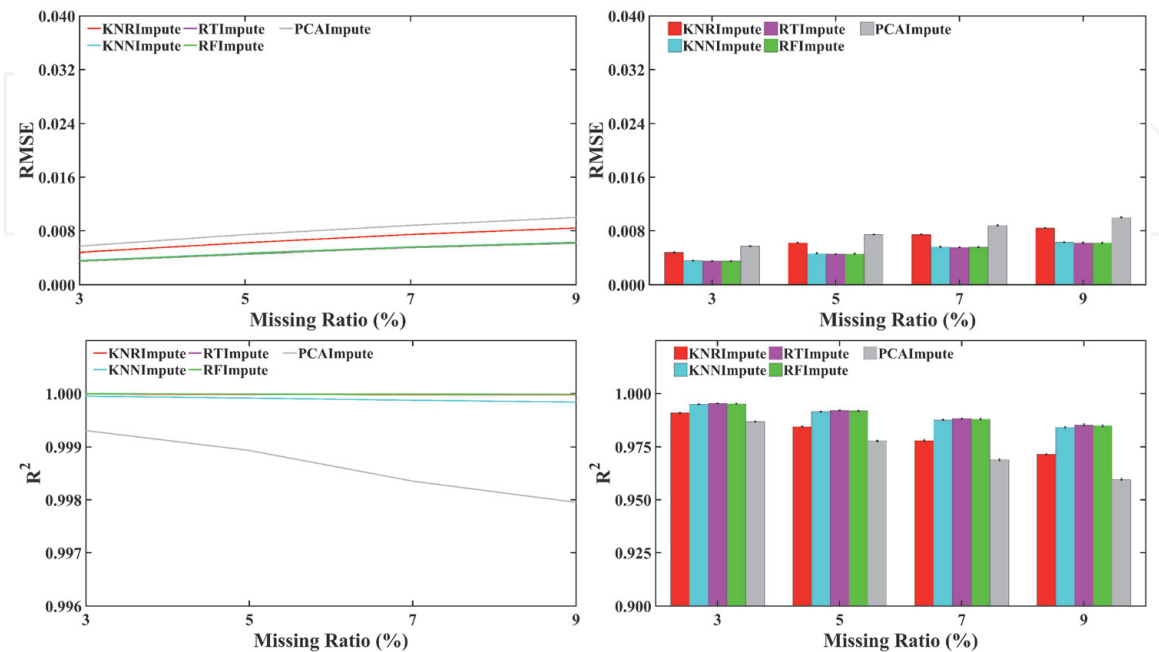 0.040
0.032
0.024
0.016
0.008
0.000
RMSE
KNRImpute RTImpute PCAImpute
KNNImpute RFImpute
3 5 7 9
Missing Ratio (%)
0.040
0.032
0.024
0.016
0.008
0.000
RMSE
KNRImpute RTImpute PCAImpute
KNNImpute RFImpute
3 5 7 9
Missing Ratio (%)
KNRImpute RTImpute PCAImpute
KNNImpute RFImpute
1.000
0.999
0.998
0.997
0.996
R²
3 5 7 9
Missing Ratio (%)
KNRImpute RTImpute PCAImpute
KNNImpute RFImpute
1.000
0.975
0.950
0.925
0.900
R²
3 5 7 9
Missing Ratio (%)